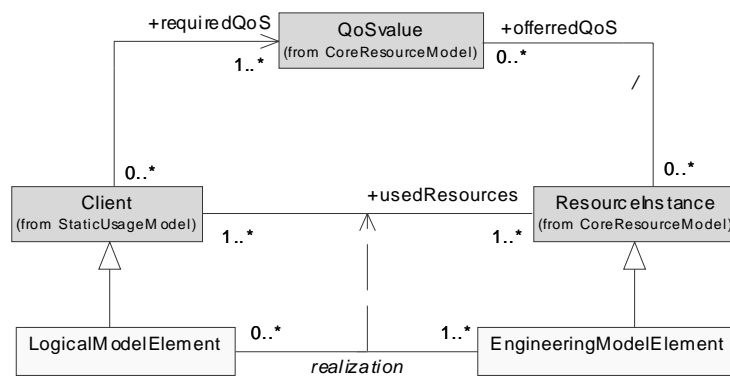 +requiredQoS
QoSvalue
(from CoreResourceModel)
+offerredQoS
1..*
0..*
/
0..*
0..*
Client
(from StaticUsageModel)
+usedResources
ResourceInstance
(from CoreResourceModel)
1..*
1..*
LogicalModelElement
0..*
1..*
EngineeringModelElement
realization